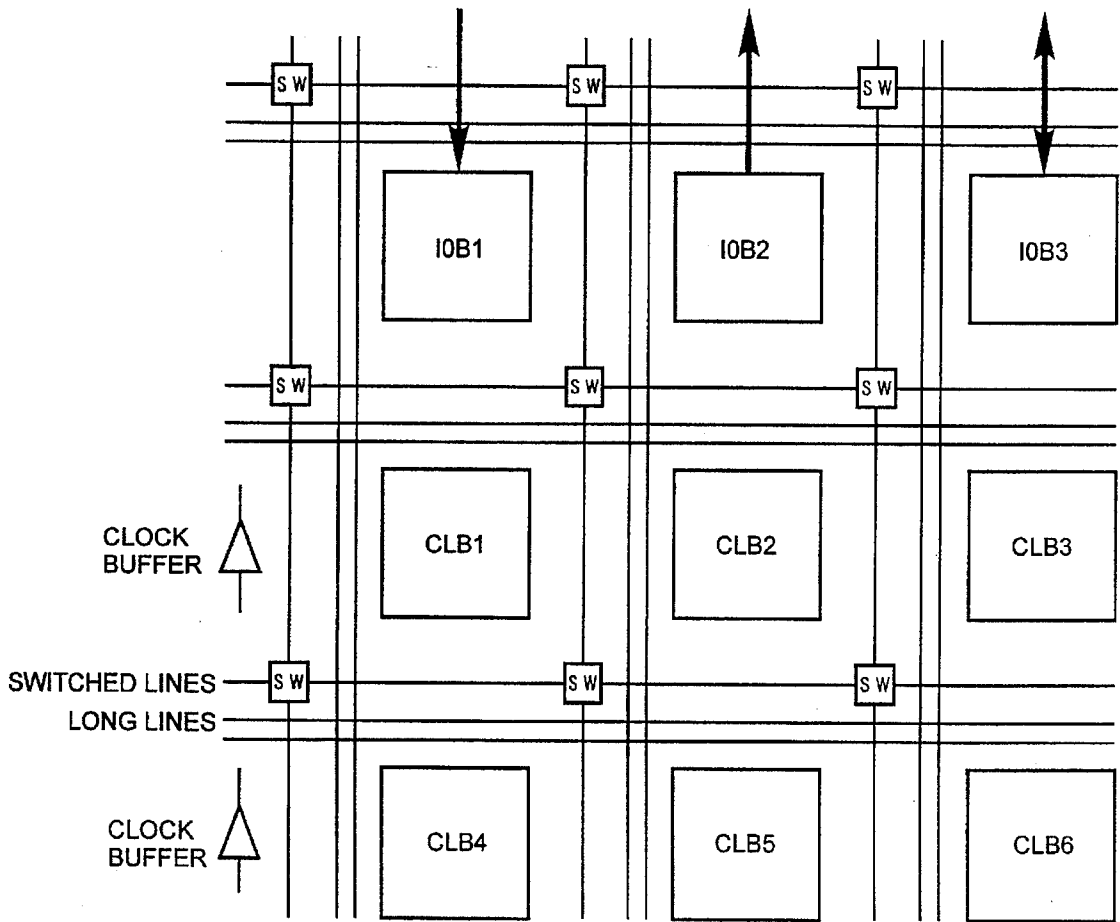 SW SW SW
I0B1 I0B2 I0B3
SW SW SW
CLOCK
BUFFER
CLB1 CLB2 CLB3
SWITCHED LINES
SW SW SW
LONG LINES
CLOCK
BUFFER
CLB4 CLB5 CLB6